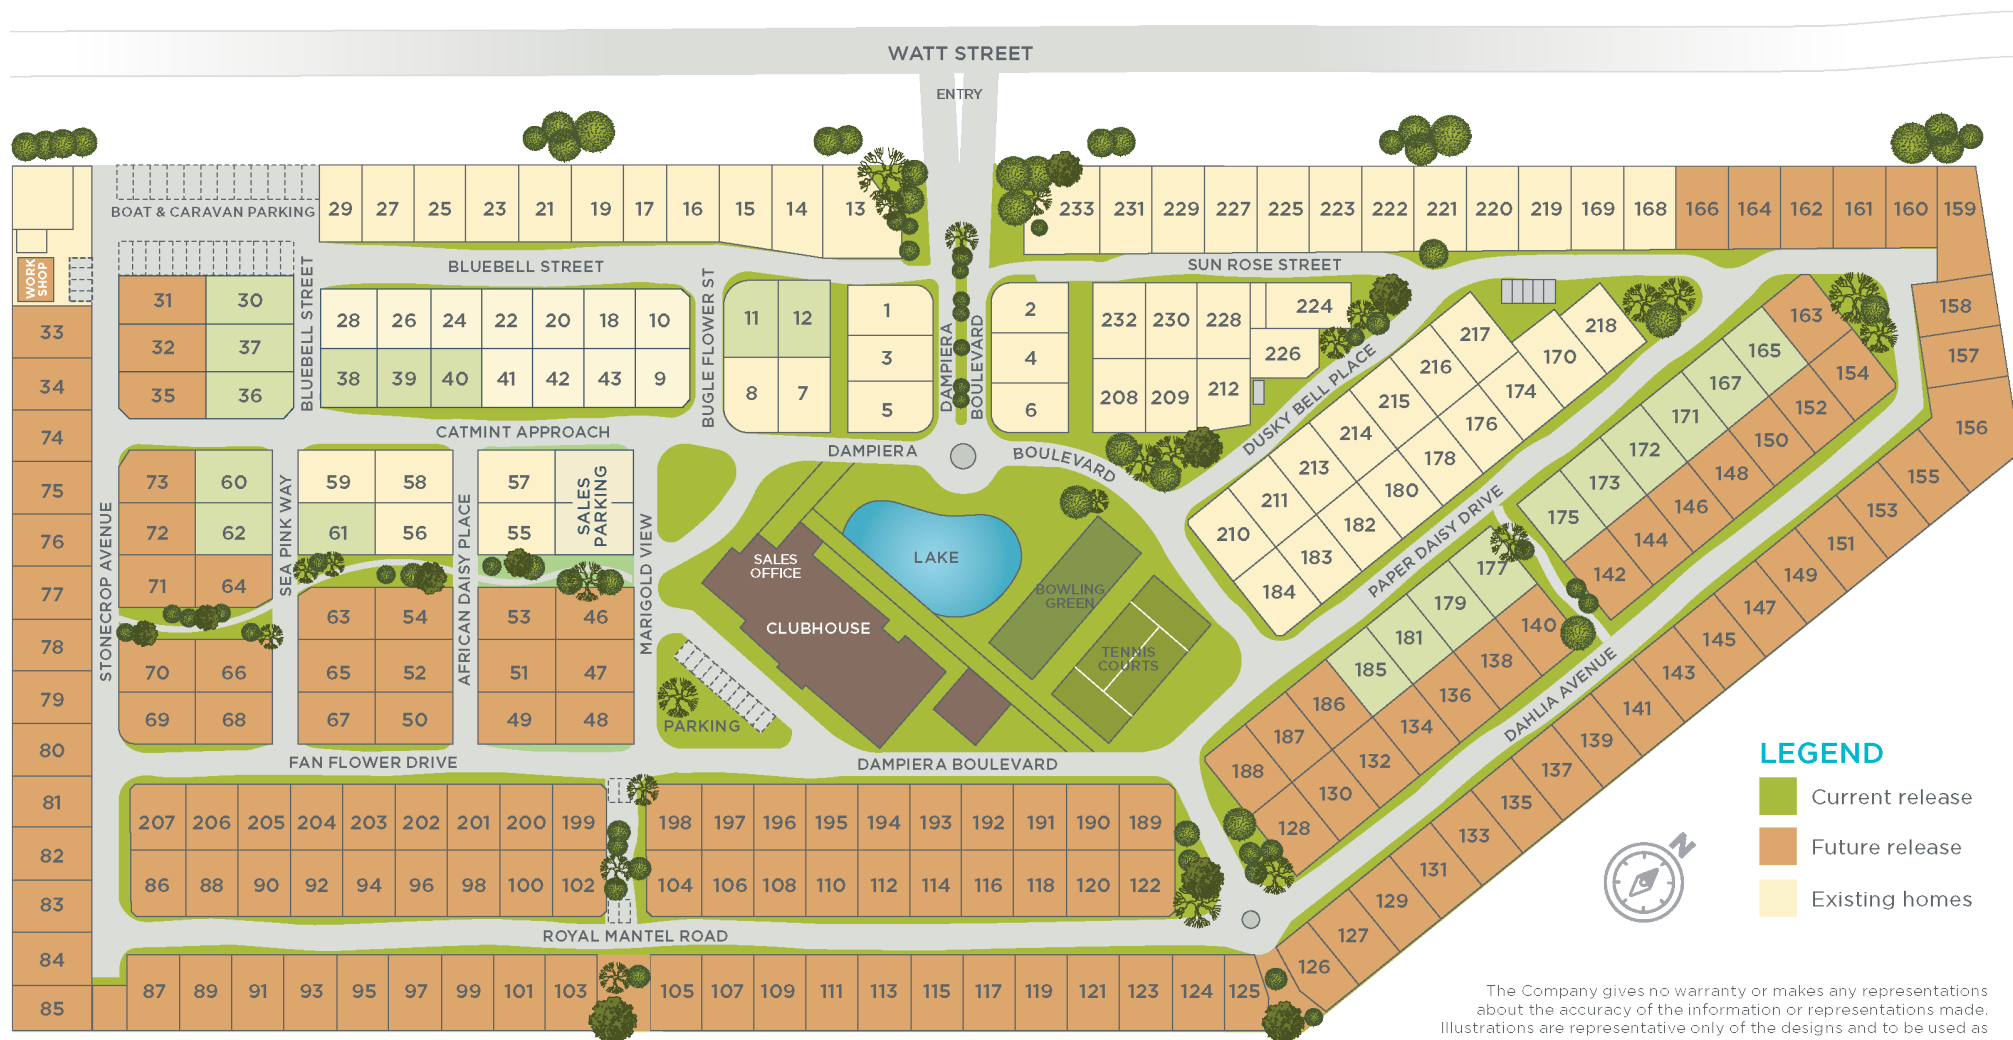 WATT STREET
ENTRY
BOAT & CARAVAN PARKING
29 27 25 23 21 19 17 16 15 14 13
233 231 229 227 225 223 222 221 220 219 169 168 166 164 162 161 160 159
BLUEBELL STREET
SUN ROSE STREET
WORK
SHOP
BLUEBELL STREET
BUGLE FLOWER ST
DAMPIERA
BOULEVARD
31 30
32 37
35 36
28 26 24 22 20 18 10
38 39 40 41 42 43 9
11 12
8 7
1
3
5
2
4
6
232 230 228 224
226
208 209 212
DUSKY BELL PLACE
217 218
216 170
215 174
214 176
213 178
211 180
210 182
183
184
163
165 154
167 152
171 150
172 148
173 146
175 144
142
158
157
156
155
153
151
149
147
145
143
141
139
137
135
133
131
129
127
126
33
34
74
75
76
77
78
79
80
81
82
83
84
85
CATMINT APPROACH
DAMPIERA
BOULEVARD
STONECROP AVENUE
SEA PINK WAY
AFRICAN DAISY PLACE
MARIGOLD VIEW
73 60
72 62
71 64
70 66
69 68
59 58
61 56
63 54
65 52
67 50
57
55
SALES
PARKING
53 46
51 47
49 48
SALES
OFFICE
CLUBHOUSE
LAKE
BOWLING
GREEN
TENNIS
COURTS
PARKING
PAPER DAISY DRIVE
DAHLIA AVENUE
177
179 140
181 138
185 136
186 134
187 132
188 130
128
FAN FLOWER DRIVE
DAMPIERA BOULEVARD
207 206 205 204 203 202 201 200 199
86 88 90 92 94 96 98 100 102
198 197 196 195 194 193 192 191 190 189
104 106 108 110 112 114 116 118 120 122
ROYAL MANTEL ROAD
87 89 91 93 95 97 99 101 103
105 107 109 111 113 115 117 119 121 123 124 125
LEGEND
Current release
Future release
Existing homes
N
The Company gives no warranty or makes any representations
about the accuracy of the information or representations made.
Illustrations are representative only of the designs and to be used as